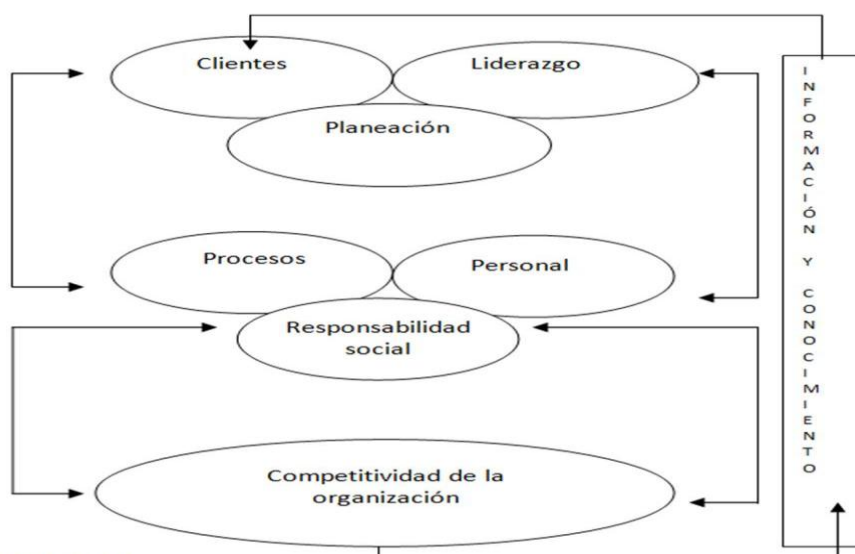 Clientes
Liderazgo
Planeación
Procesos
Personal
Responsabilidad
social
Competitividad de la
organización
INFORMACIÓN Y CONOCIMIENTO